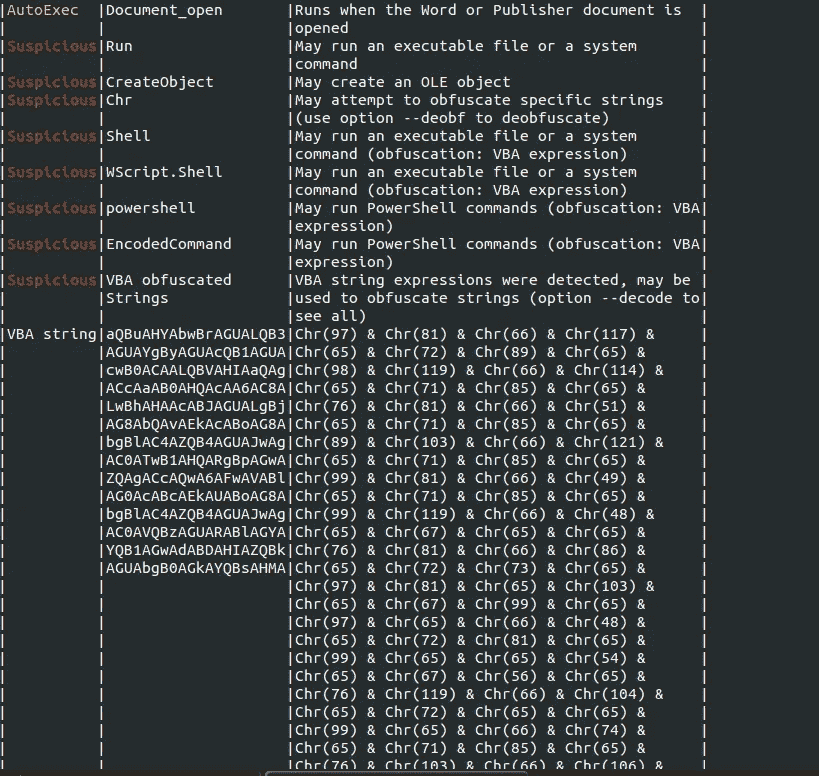 |AutoExec |Document_open |Runs when the Word or Publisher document is |
| | |opened |
|Suspicious|Run |May run an executable file or a system |
| | |command |
|Suspicious|CreateObject |May create an OLE object |
|Suspicious|Chr |May attempt to obfuscate specific strings |
| | |(use option --deobf to deobfuscate) |
|Suspicious|Shell |May run an executable file or a system |
| | |command (obfuscation: VBA expression) |
|Suspicious|WScript.Shell |May run an executable file or a system |
| | |command (obfuscation: VBA expression) |
|Suspicious|powershell |May run PowerShell commands (obfuscation: VBA|
| | |expression) |
|Suspicious|EncodedCommand |May run PowerShell commands (obfuscation: VBA|
| | |expression) |
|Suspicious|VBA obfuscated |VBA string expressions were detected, may be |
| |Strings |used to obfuscate strings (option --decode to|
| | |see all) |
|VBA string|aQBuAHYAbwBrAGUALQB3|Chr(97) & Chr(81) & Chr(66) & Chr(117) & |
| |AGUAYgByAGUAcQB1AGUA|Chr(65) & Chr(72) & Chr(89) & Chr(65) & |
| |cwB0ACAALQBVAHIAaQAg|Chr(98) & Chr(119) & Chr(66) & Chr(114) & |
| |ACcAaAB0AHQAcAA6AC8A|Chr(65) & Chr(71) & Chr(85) & Chr(65) & |
| |LwBhAHAAcABJAGUALgBj|Chr(76) & Chr(81) & Chr(66) & Chr(51) & |
| |AG8AbQAvAEkAcABoAG8A|Chr(65) & Chr(71) & Chr(85) & Chr(65) & |
| |bgBlAC4AZQB4AGUAJwAg|Chr(89) & Chr(103) & Chr(66) & Chr(121) & |
| |AC0ATwB1AHQARgBpAGwA|Chr(65) & Chr(71) & Chr(85) & Chr(65) & |
| |ZQAgACcAQwA6AFwAVABl|Chr(99) & Chr(81) & Chr(66) & Chr(49) & |
| |AG0AcABcAEkAUABoAG8A|Chr(65) & Chr(71) & Chr(85) & Chr(65) & |
| |bgBlAC4AZQB4AGUAJwAg|Chr(99) & Chr(119) & Chr(66) & Chr(48) & |
| |AC0AVQBzAGUARABlAGYA|Chr(65) & Chr(67) & Chr(65) & Chr(65) & |
| |YQB1AGwAdABDAHIAZQBk|Chr(76) & Chr(81) & Chr(66) & Chr(86) & |
| |AGUAbgB0AGkAYQBsAHMA|Chr(65) & Chr(72) & Chr(73) & Chr(65) & |
| | |Chr(97) & Chr(81) & Chr(65) & Chr(103) & |
| | |Chr(65) & Chr(67) & Chr(99) & Chr(65) & |
| | |Chr(97) & Chr(65) & Chr(66) & Chr(48) & |
| | |Chr(65) & Chr(72) & Chr(81) & Chr(65) & |
| | |Chr(99) & Chr(65) & Chr(65) & Chr(54) & |
| | |Chr(65) & Chr(67) & Chr(56) & Chr(65) & |
| | |Chr(76) & Chr(119) & Chr(66) & Chr(104) & |
| | |Chr(65) & Chr(72) & Chr(65) & Chr(65) & |
| | |Chr(99) & Chr(65) & Chr(66) & Chr(74) & |
| | |Chr(65) & Chr(71) & Chr(85) & Chr(65) & |
| | |Chr(76) & Chr(103) & Chr(66) & Chr(106) & |